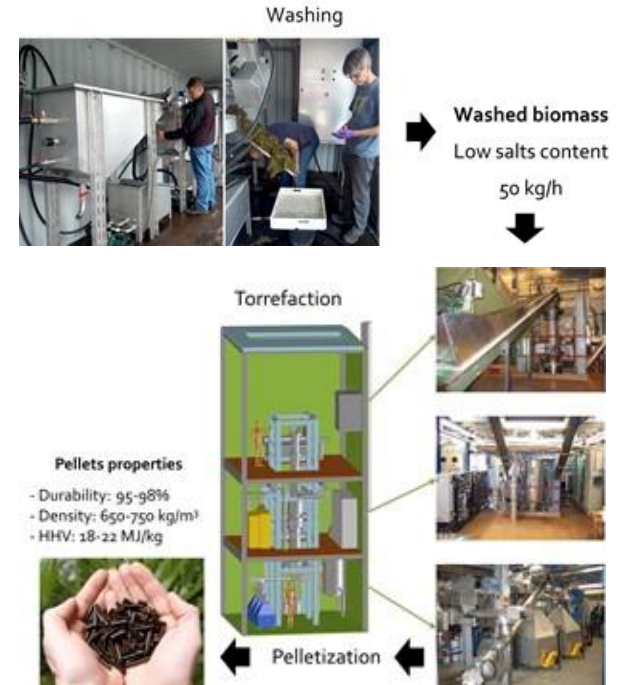 Washing
Washed biomass
Low salts content
50 kg/h
Torrefaction
Pellets properties
- Durability: 95-98%
- Density: 650-750 kg/m³
- HHV: 18-22 MJ/kg
Pelletization